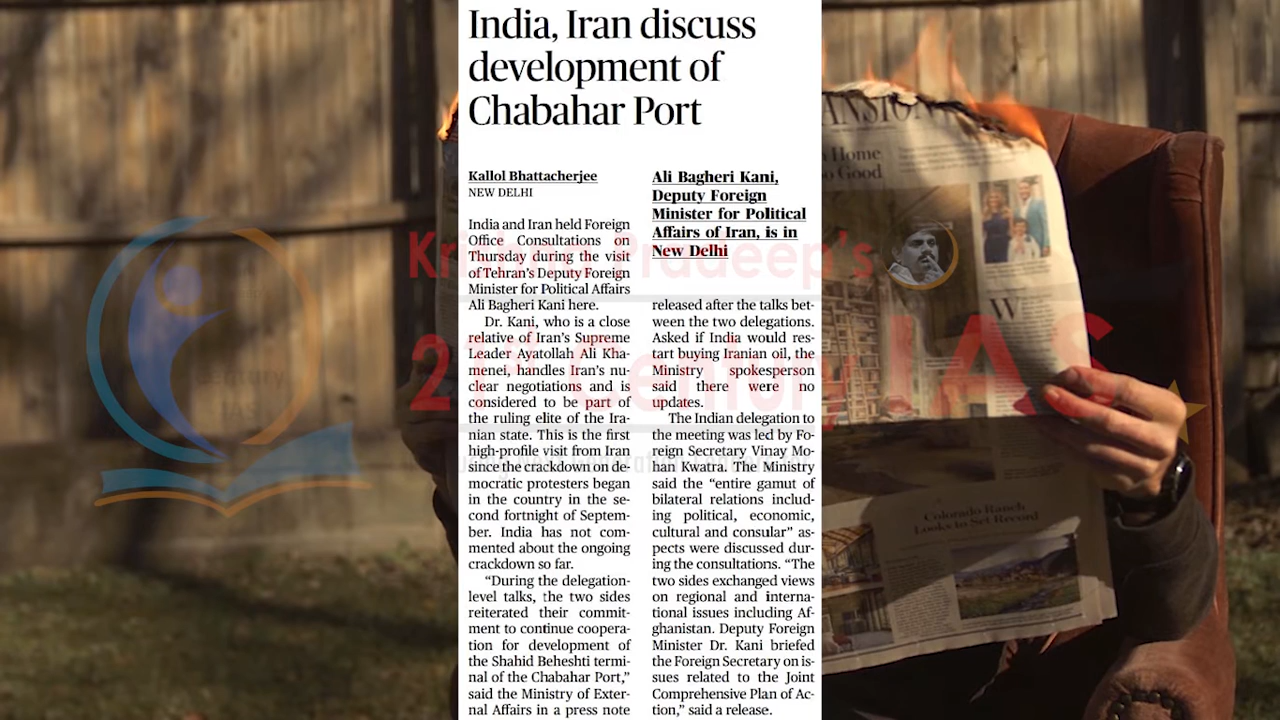 India, Iran discuss
development of
Chabahar Port
Kallol Bhattacherjee
NEW DELHI
India and Iran held Foreign
Office Consultations on
Thursday during the visit
of Tehran's Deputy Foreign
Minister for Political Affairs
Ali Bagheri Kani here.
Dr. Kani, who is a close
relative of Iran's Supreme
Leader Ayatollah Ali Kha-
menei, handles Iran's nu-
clear negotiations and is
considered to be part of
the ruling elite of the Ira-
nian state. This is the first
high-profile visit from Iran
since the crackdown on de-
mocratic protesters began
in the country in the se-
cond fortnight of Septem-
ber. India has not com-
mented about the ongoing
crackdown so far.
"During the delegation-
level talks, the two sides
reiterated their commit-
ment to continue coopera-
tion for development of
the Shahid Beheshti termi-
nal of the Chabahar Port,"
said the Ministry of Exter-
nal Affairs in a press note
Ali Bagheri Kani,
Deputy Foreign
Minister for Political
Affairs of Iran, is in
New Delhi
released after the talks bet-
ween the two delegations.
Asked if India would res-
tart buying Iranian oil, the
Ministry spokesperson
said there were no
updates.
The Indian delegation to
the meeting was led by Fo-
reign Secretary Vinay Mo-
han Kwatra. The Ministry
said the "entire gamut of
bilateral relations includ-
ing political, economic,
cultural and consular" as-
pects were discussed dur-
ing the consultations. "The
two sides exchanged views
on regional and interna-
tional issues including Af-
ghanistan. Deputy Foreign
Minister Dr. Kani briefed
the Foreign Secretary on is-
sues related to the Joint
Comprehensive Plan of Ac-
tion," said a release.
Pradeep's
21st Century IAS
IAS
ANSION
Home
o Good
W
Colorado Ranch
Looks to Set Record